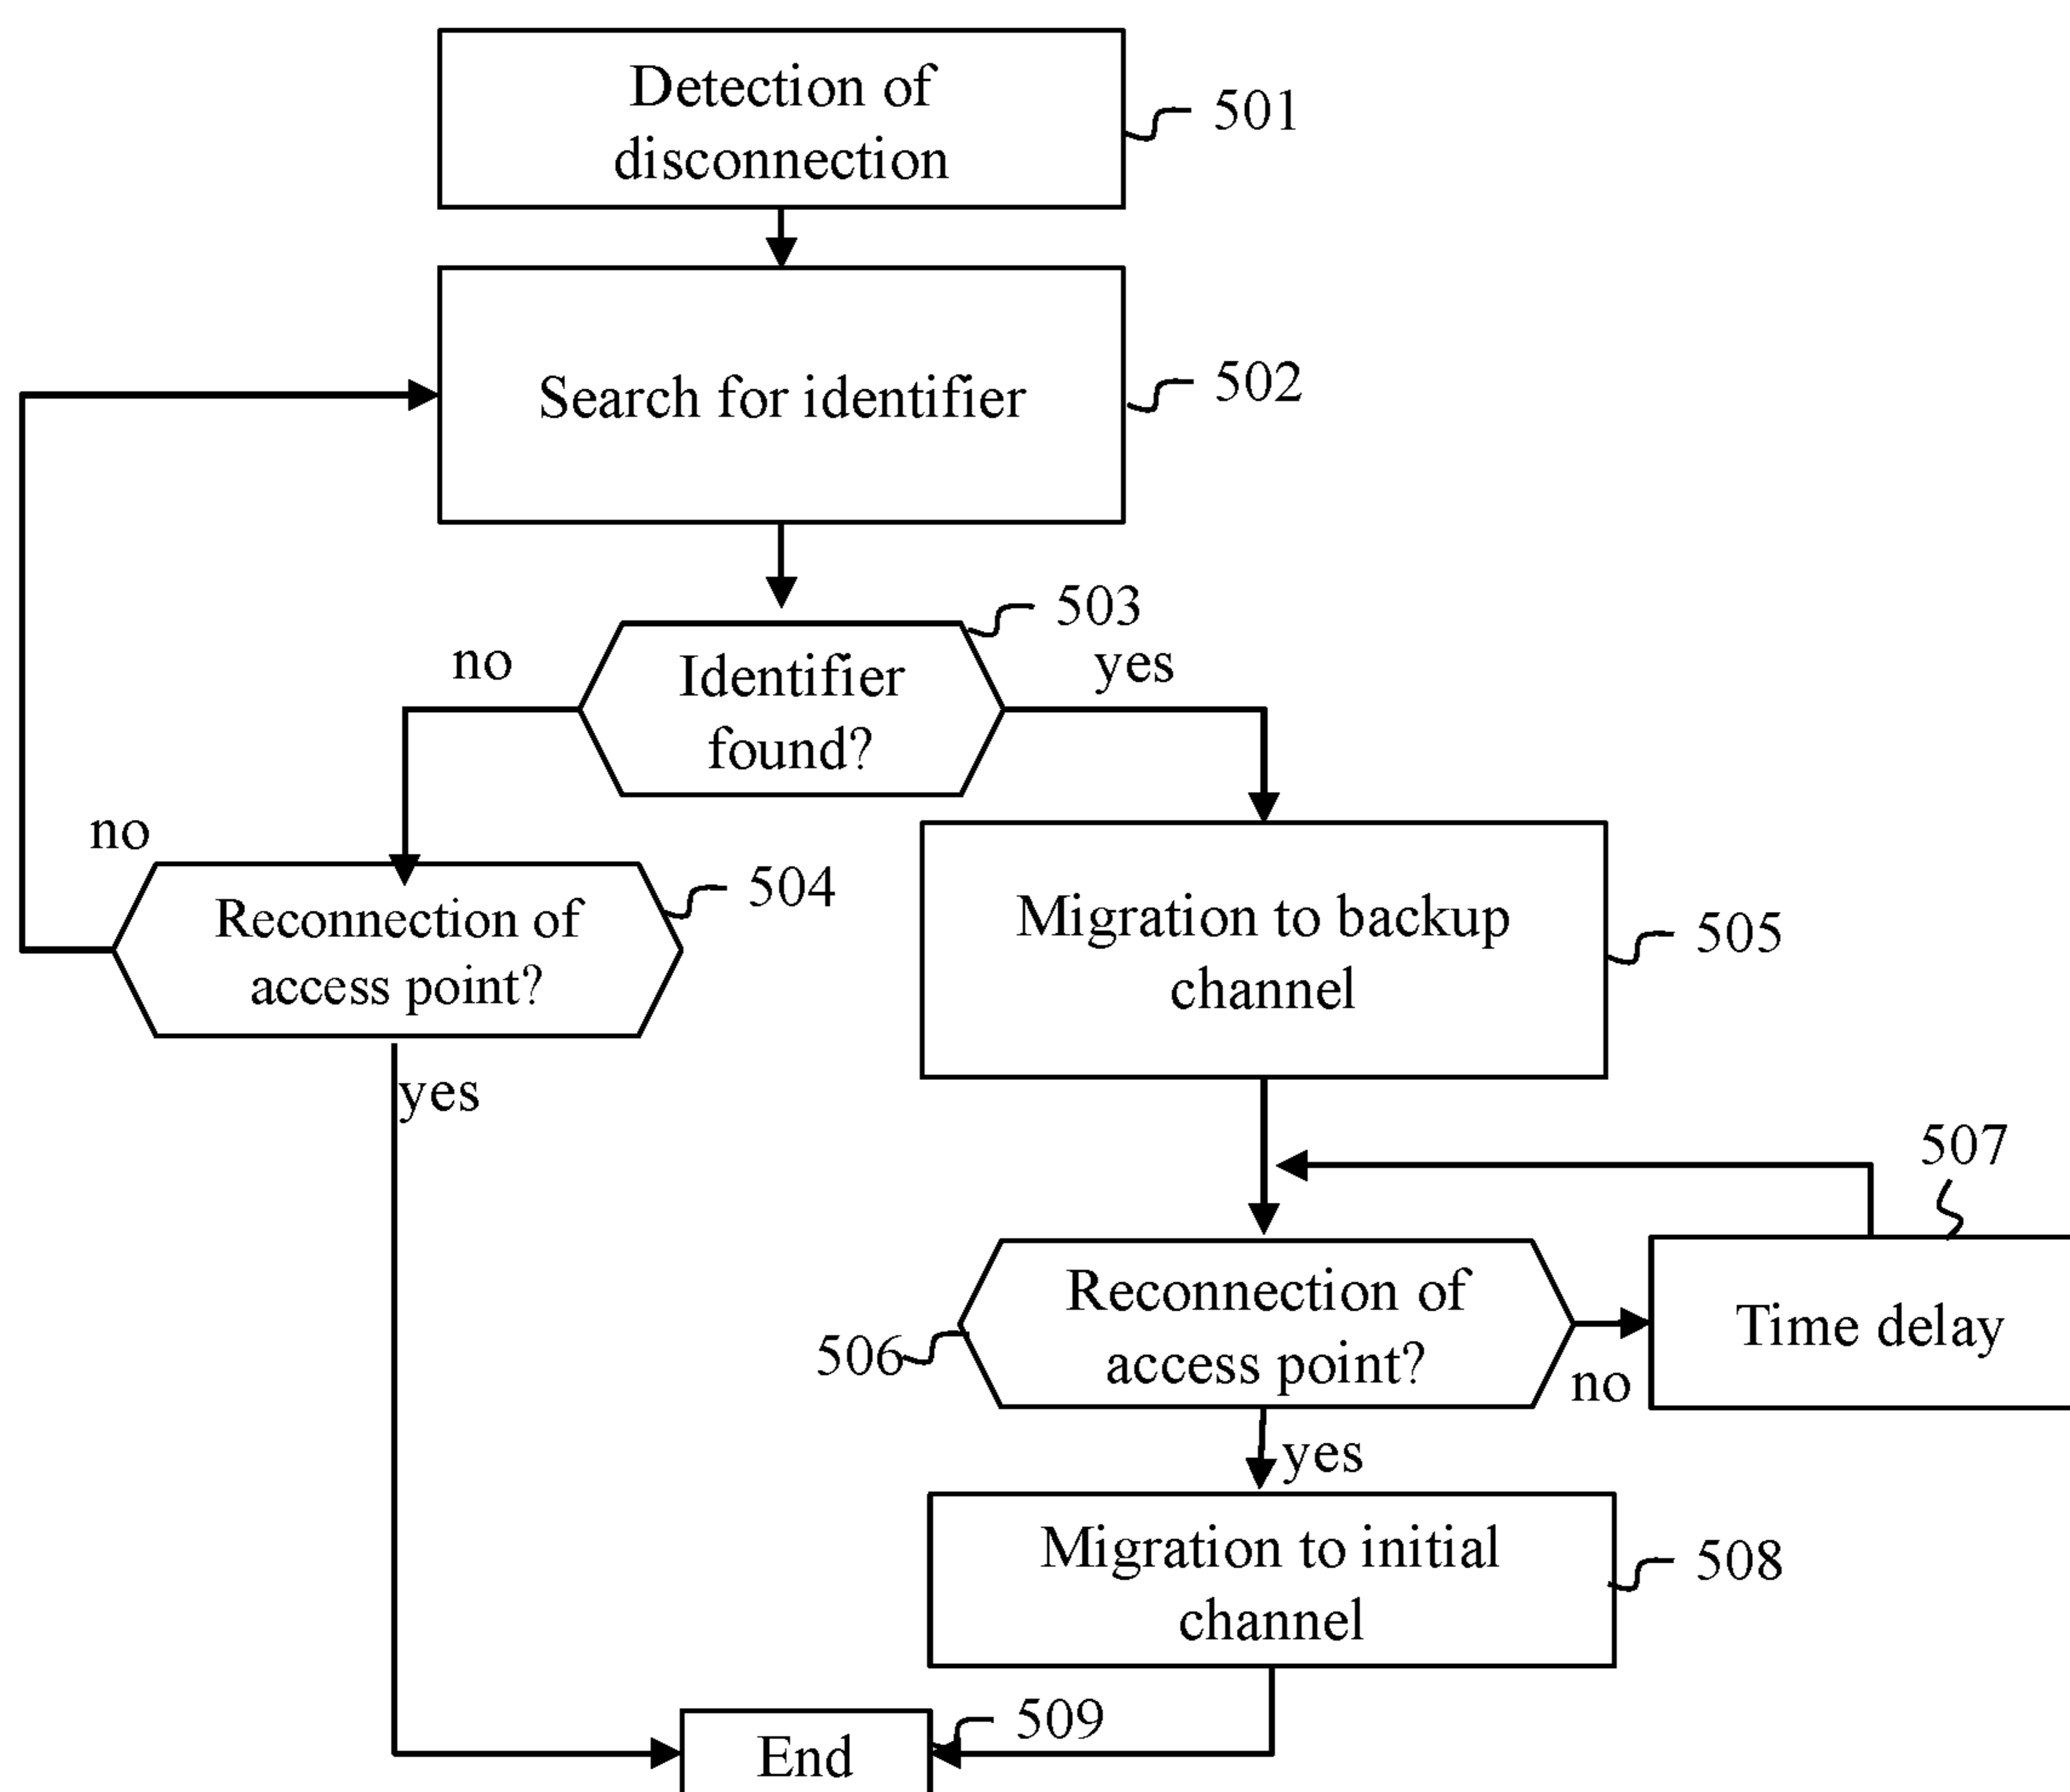 Detection of
disconnection
501
Search for identifier
502
503
no
Identifier
found?
yes
no
Reconnection of
access point?
504
Migration to backup
channel
505
yes
507
Reconnection of
access point?
506
no
Time delay
yes
Migration to initial
channel
508
509
End